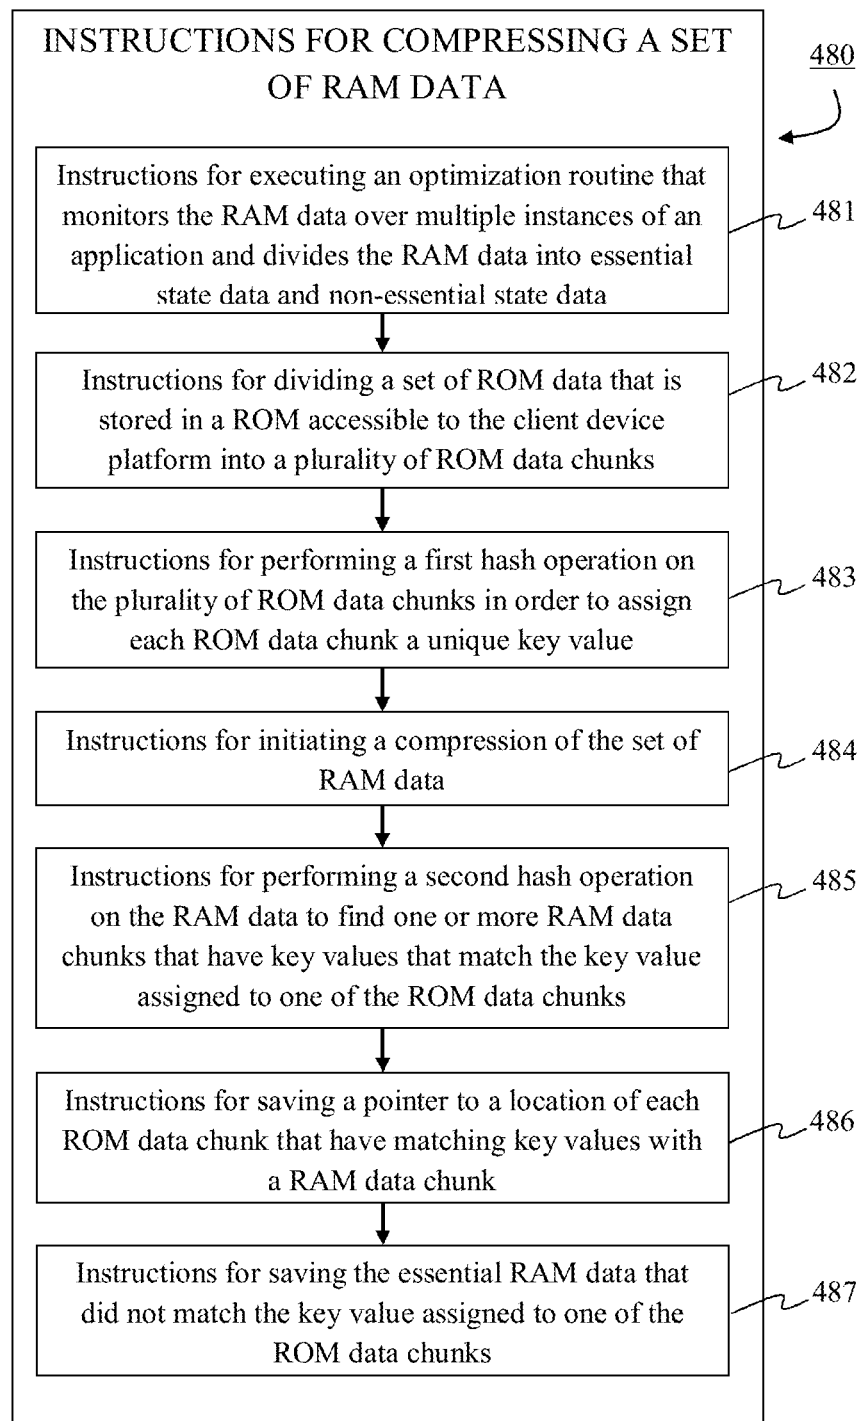 INSTRUCTIONS FOR COMPRESSING A SET
OF RAM DATA
480
Instructions for executing an optimization routine that
monitors the RAM data over multiple instances of an
application and divides the RAM data into essential
state data and non-essential state data
481
Instructions for dividing a set of ROM data that is
stored in a ROM accessible to the client device
platform into a plurality of ROM data chunks
482
Instructions for performing a first hash operation on
the plurality of ROM data chunks in order to assign
each ROM data chunk a unique key value
483
Instructions for initiating a compression of the set of
RAM data
484
Instructions for performing a second hash operation
on the RAM data to find one or more RAM data
chunks that have key values that match the key value
assigned to one of the ROM data chunks
485
Instructions for saving a pointer to a location of each
ROM data chunk that have matching key values with
a RAM data chunk
486
Instructions for saving the essential RAM data that
did not match the key value assigned to one of the
ROM data chunks
487